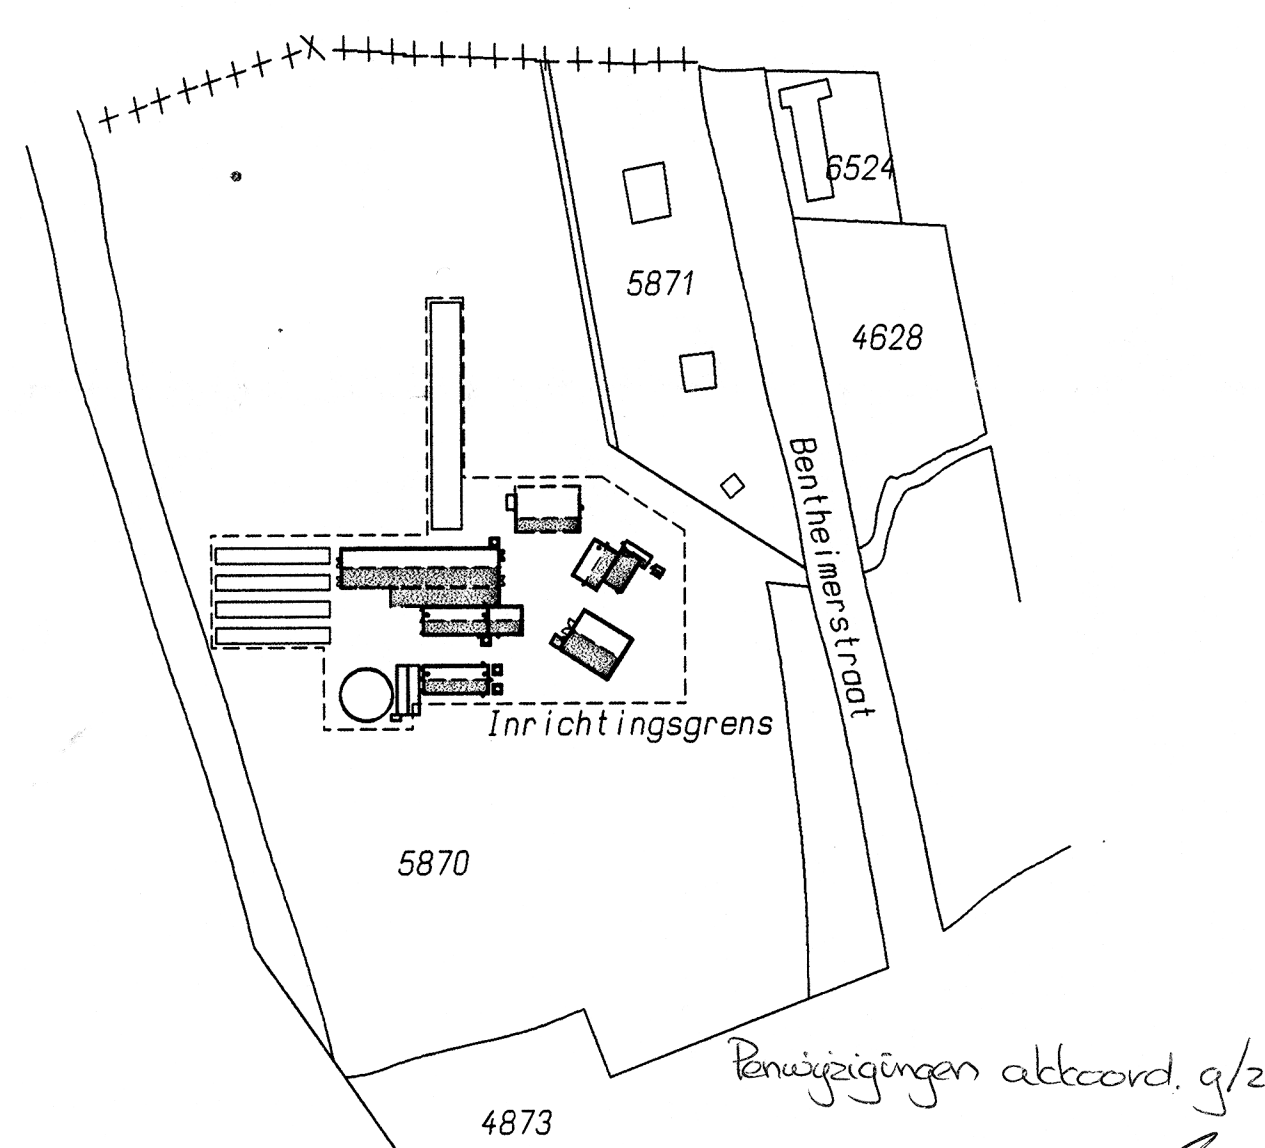 6524
5871
4628
Bentheimerstraat
Inrichtingsgrens
5870
Penwijzigingen akkoord. g/z
4873